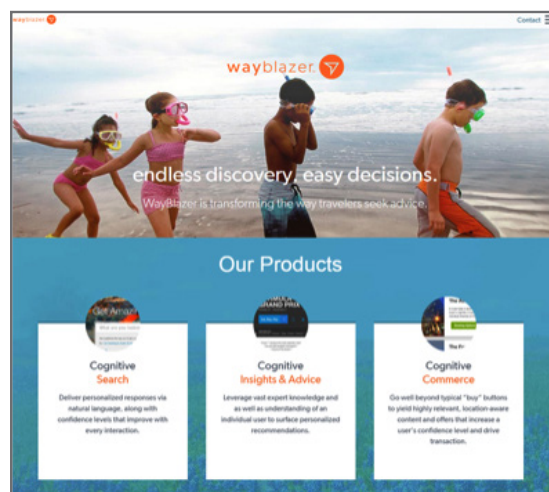 wayblazer
Contact
wayblazer.
endless discovery, easy decisions.
WayBlazer is transforming the way travelers seek advice.
Our Products
Get Amazi
GRAND PRIX
Cognitive
Search
Deliver personalized responses via
natural language, along with
confidence levels that improve with
every interaction.
Cognitive
Insights & Advice
Leverage vast expert knowledge and
as well as understanding of an
individual user to surface personalized
recommendations.
Cognitive
Commerce
Go well beyond typical "buy" buttons
to yield highly relevant, location-aware
content and offers that increase a
user's confidence level and drive
transaction.